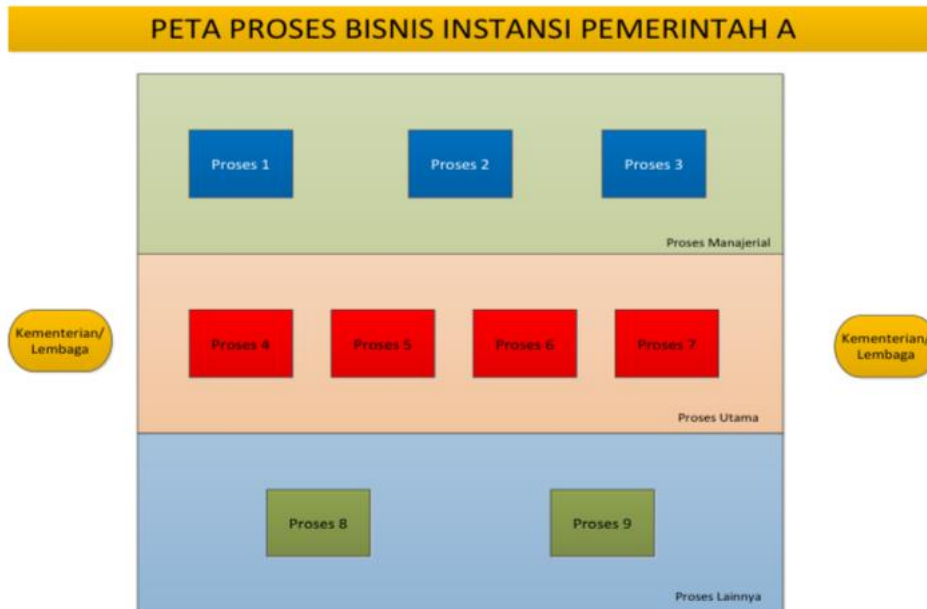 PETA PROSES BISNIS INSTANSI PEMERINTAH A
Proses 1
Proses 2
Proses 3
Proses Manajerial
Kementerian/
Lembaga
Proses 4
Proses 5
Proses 6
Proses 7
Kementerian/
Lembaga
Proses Utama
Proses 8
Proses 9
Proses Lainnya